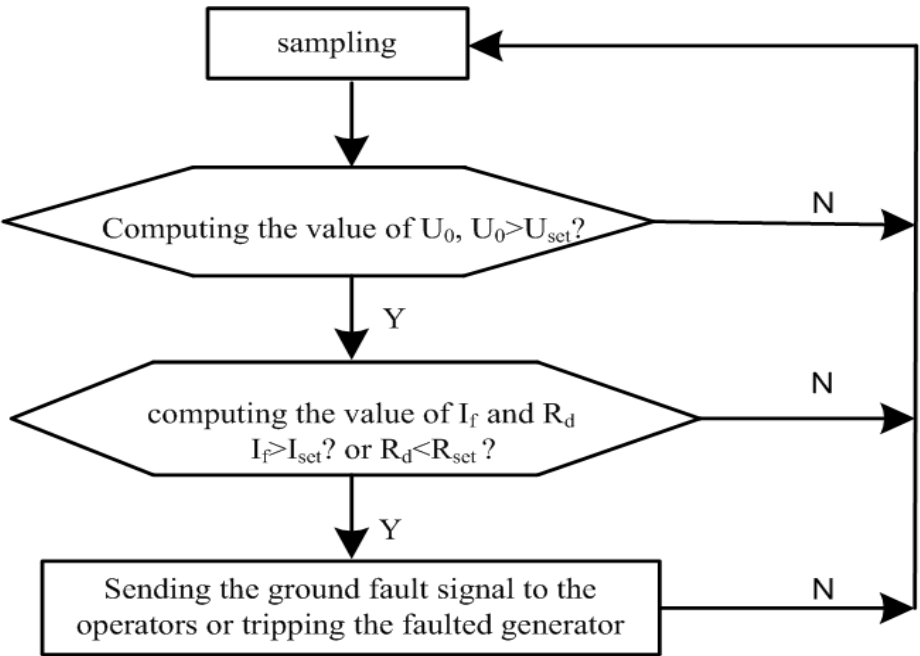 sampling
Computing the value of U₀, U₀>Uset?
N
Y
computing the value of If and Rd
If>Iset? or Rd<Rset ?
N
Y
Sending the ground fault signal to the
operators or tripping the faulted generator
N